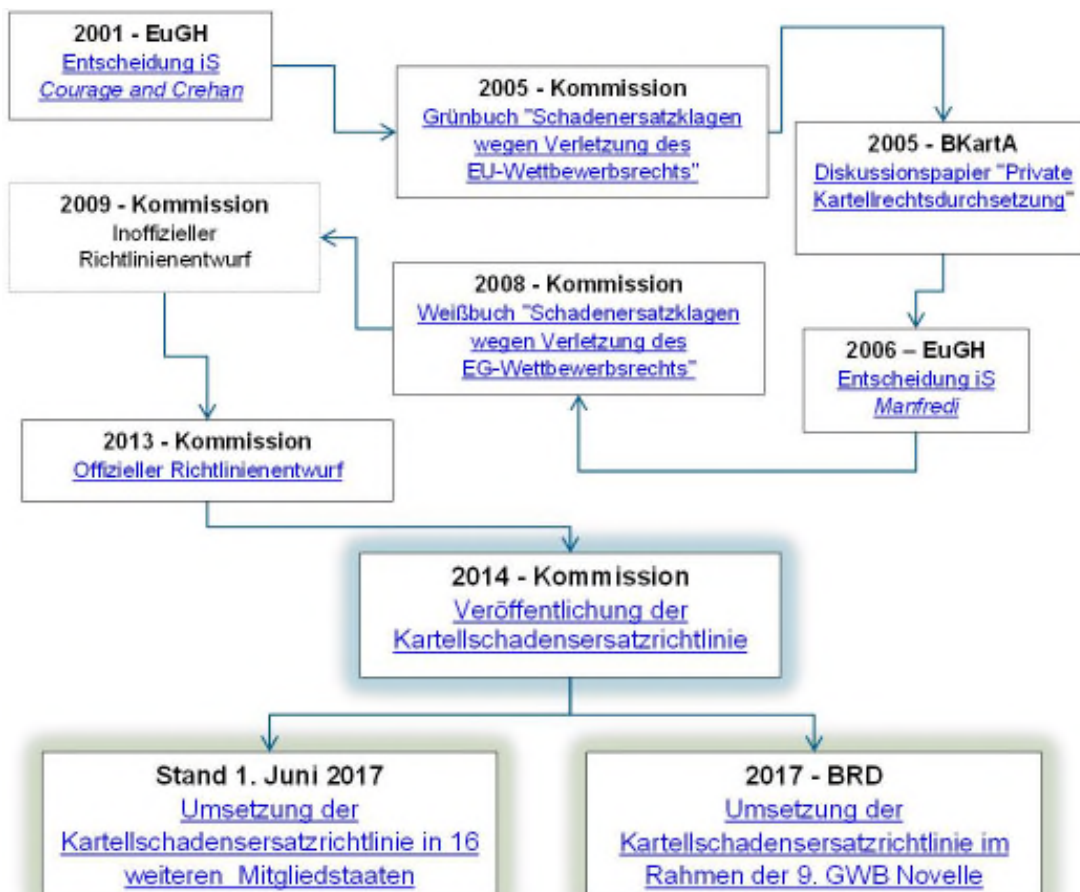 2001 - EuGH
Entscheidung iS
Courage and Crehan
2005 - Kommission
Grünbuch "Schadenersatzklagen
wegen Verletzung des
EU-Wettbewerbsrechts"
2005 - BKartA
Diskussionspapier "Private
Kartellrechtsdurchsetzung"
2006 – EuGH
Entscheidung iS
Manfredi
2008 - Kommission
Weißbuch "Schadenersatzklagen
wegen Verletzung des
EG-Wettbewerbsrechts"
2009 - Kommission
Inoffizieller
Richtlinienentwurf
2013 - Kommission
Offizieller Richtlinienentwurf
2014 - Kommission
Veröffentlichung der
Kartellschadensersatzrichtlinie
Stand 1. Juni 2017
Umsetzung der
Kartellschadensersatzrichtlinie in 16
weiteren Mitgliedstaaten
2017 - BRD
Umsetzung der
Kartellschadensersatzrichtlinie im
Rahmen der 9. GWB Novelle